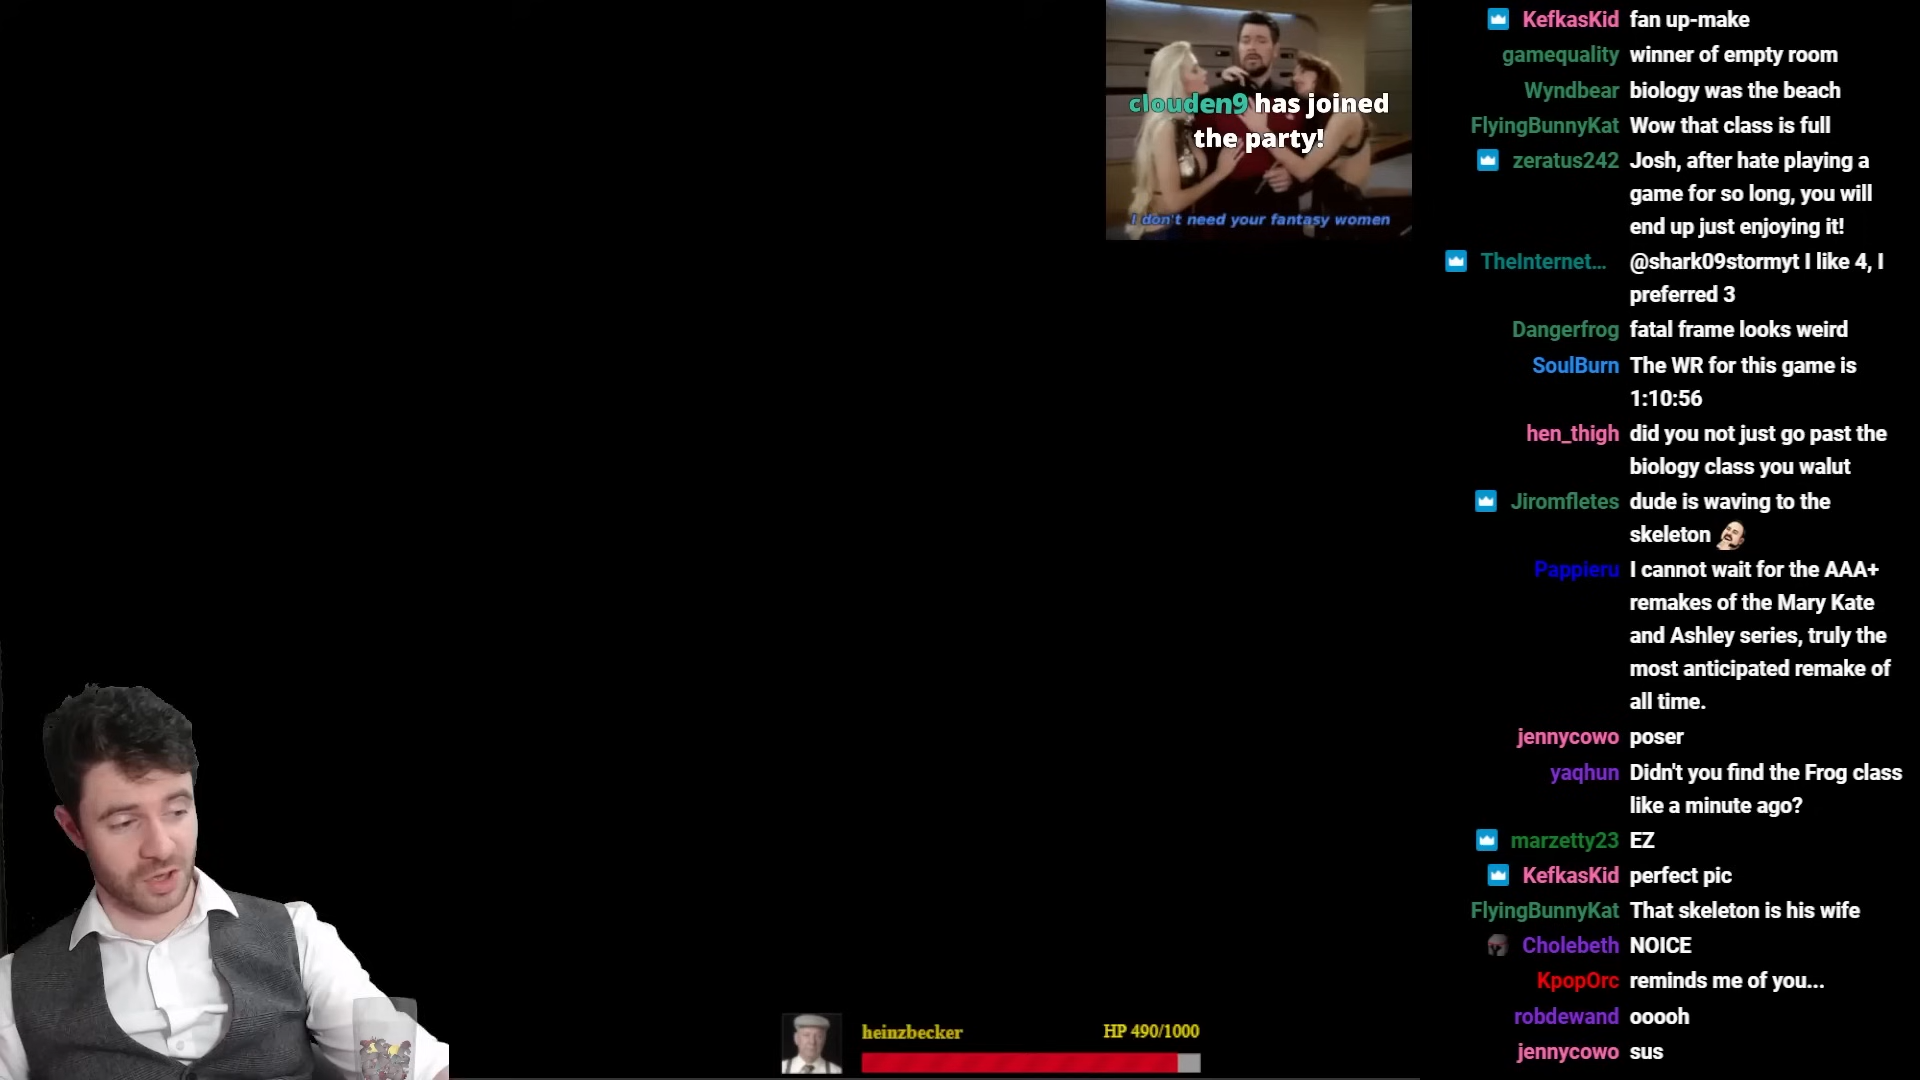 clouden9 has joined
the party!
I don't need your fantasy women
KefkasKid fan up-make
gamequality winner of empty room
Wyndbear biology was the beach
FlyingBunnyKat Wow that class is full
zeratus242 Josh, after hate playing a
game for so long, you will
end up just enjoying it!
TheInternet... @shark09stormyt I like 4, I
preferred 3
Dangerfrog fatal frame looks weird
SoulBurn The WR for this game is
1:10:56
hen_thigh did you not just go past the
biology class you walut
Jiromfletes dude is waving to the
skeleton
Pappieru I cannot wait for the AAA+
remakes of the Mary Kate
and Ashley series, truly the
most anticipated remake of
all time.
jennycowo poser
yaqhun Didn't you find the Frog class
like a minute ago?
marzetty23 EZ
KefkasKid perfect pic
FlyingBunnyKat That skeleton is his wife
Cholebeth NOICE
KpopOrc reminds me of you...
robdewand ooooh
jennycowo sus
heinzbecker HP 490/1000